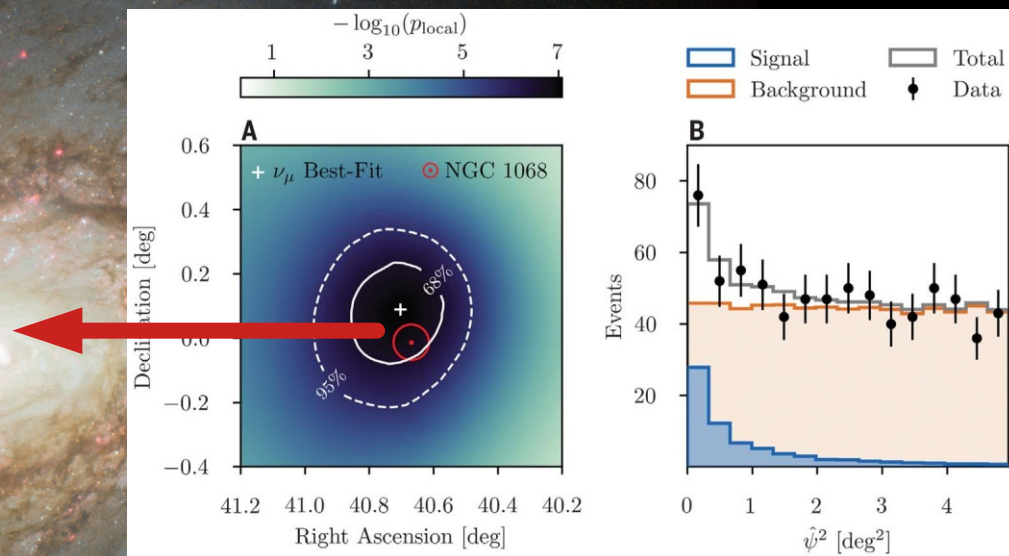 − log₁₀(p_local)
1 3 5 7
A
+ ν_μ Best-Fit ⊙ NGC 1068
0.6
0.4
0.2
0.0
−0.2
−0.4
Declination [deg]
68%
95%
41.2 41.0 40.8 40.6 40.4 40.2
Right Ascension [deg]
Signal Total
Background Data
B
80
60
40
20
Events
0 1 2 3 4
ψ̂² [deg²]